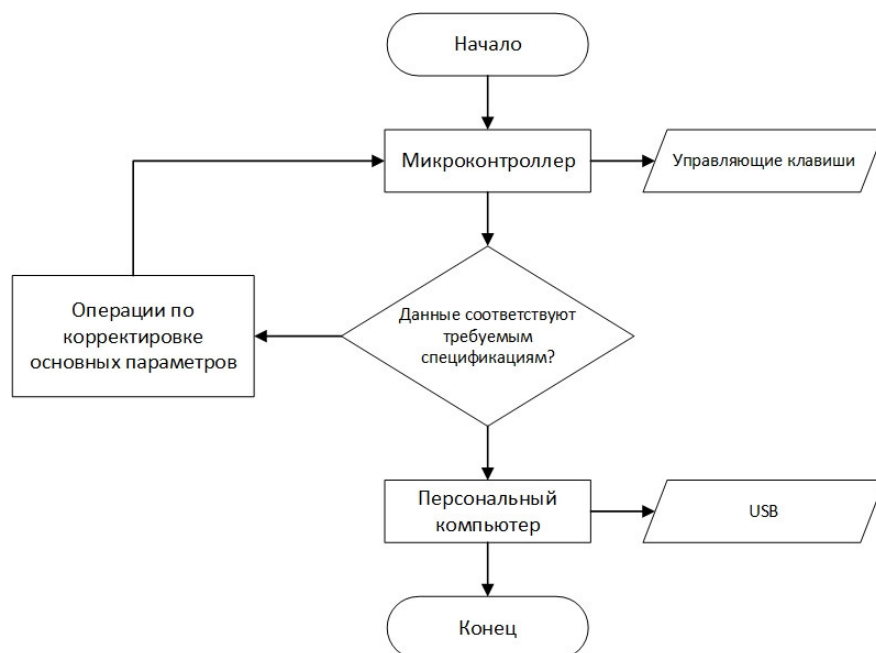 Начало
Микроконтроллер
Управляющие клавиши
Операции по
корректировке
основных параметров
Данные соответствуют
требуемым
спецификациям?
Персональный
компьютер
USB
Конец